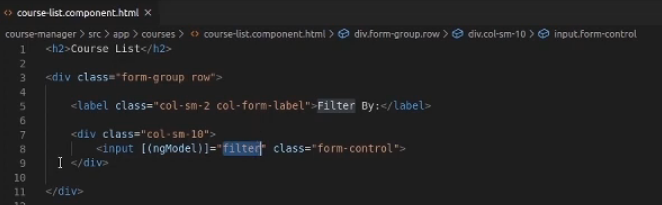 course-list.component.html ×
course-manager > src > app > courses > <> course-list.component.html > div.form-group.row > div.col-sm-10 > input.form-control
1 <h2>Course List</h2>
2
3 <div class="form-group row">
4
5 <label class="col-sm-2 col-form-label">Filter By:</label>
6
7 <div class="col-sm-10">
8 <input [(ngModel)]="filter" class="form-control">
9 </div>
10
11 </div>